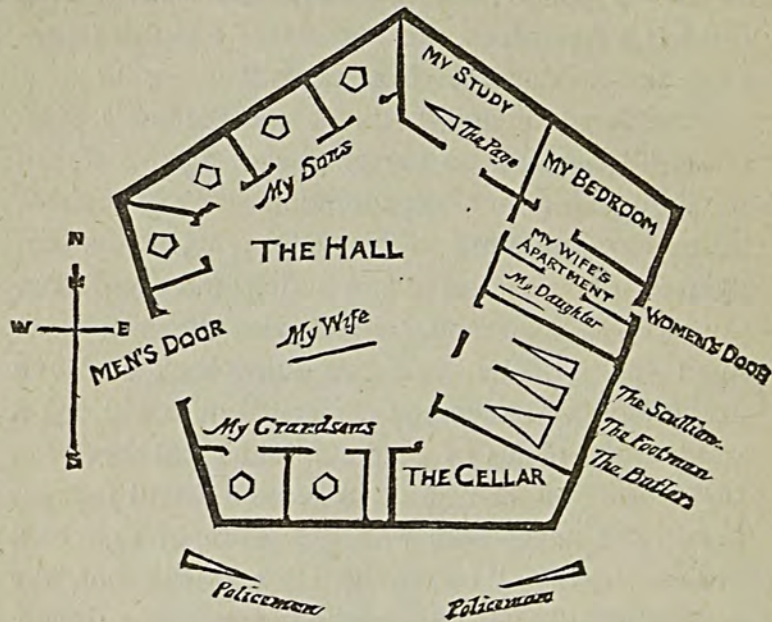 MY STUDY
The Page
MY BEDROOM
My Sons
N
W E
S
THE HALL
MY WIFE'S
APARTMENT
My Daughter
WOMEN'S DOOR
MEN'S DOOR
My Wife
The Scullion
The Footman
The Butler
My Grandsons
THE CELLAR
Policeman
Policeman